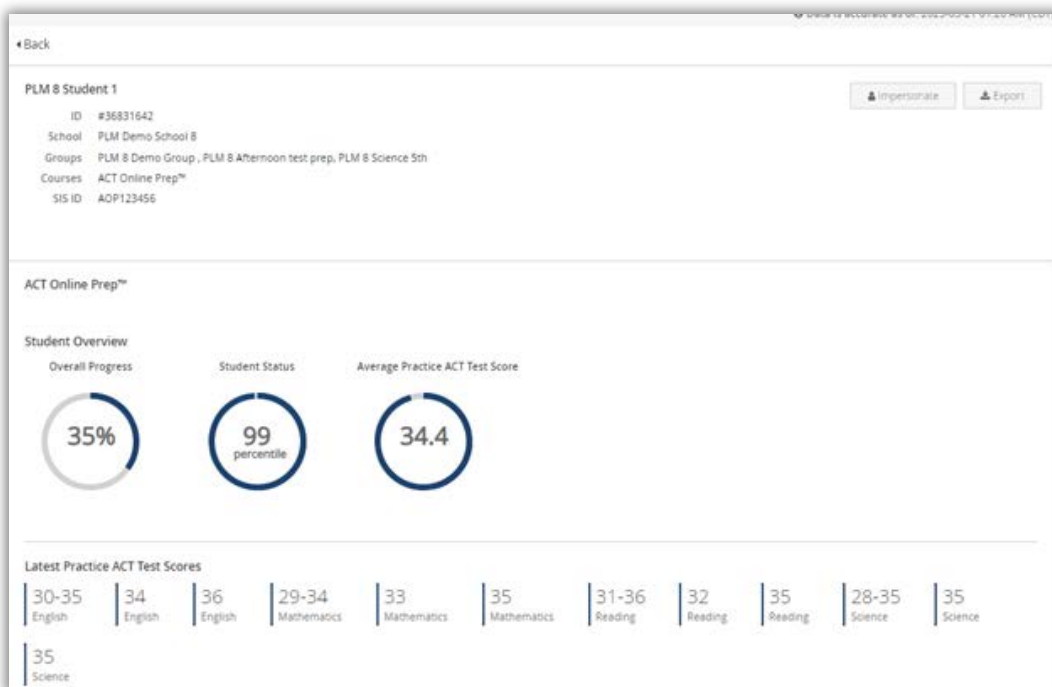 Back
PLM 8 Student 1
Impersonate
Export
ID #36831642
School PLM Demo School 8
Groups PLM 8 Demo Group , PLM 8 Afternoon test prep, PLM 8 Science 5th
Courses ACT Online Prep™
SIS ID AOP123456
ACT Online Prep™
Student Overview
Overall Progress Student Status Average Practice ACT Test Score
35% 99 34.4
percentile
Latest Practice ACT Test Scores
30-35 34 36 29-34 33 35 31-36 32 35 28-35 35
English English English Mathematics Mathematics Mathematics Reading Reading Reading Science Science
35
Science